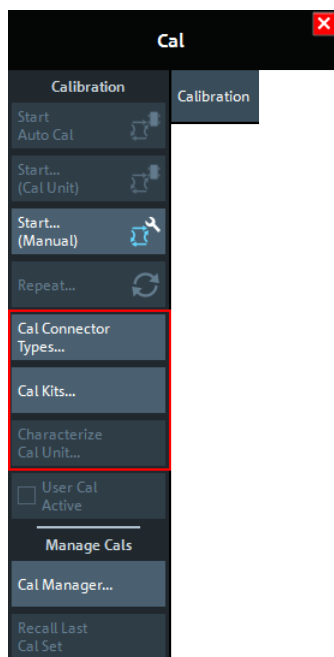 Cal
Calibration
Calibration
Start
Auto Cal
Start...
(Cal Unit)
Start...
(Manual)
Repeat...
Cal Connector
Types...
Cal Kits...
Characterize
Cal Unit...
User Cal
Active
Manage Cals
Cal Manager...
Recall Last
Cal Set